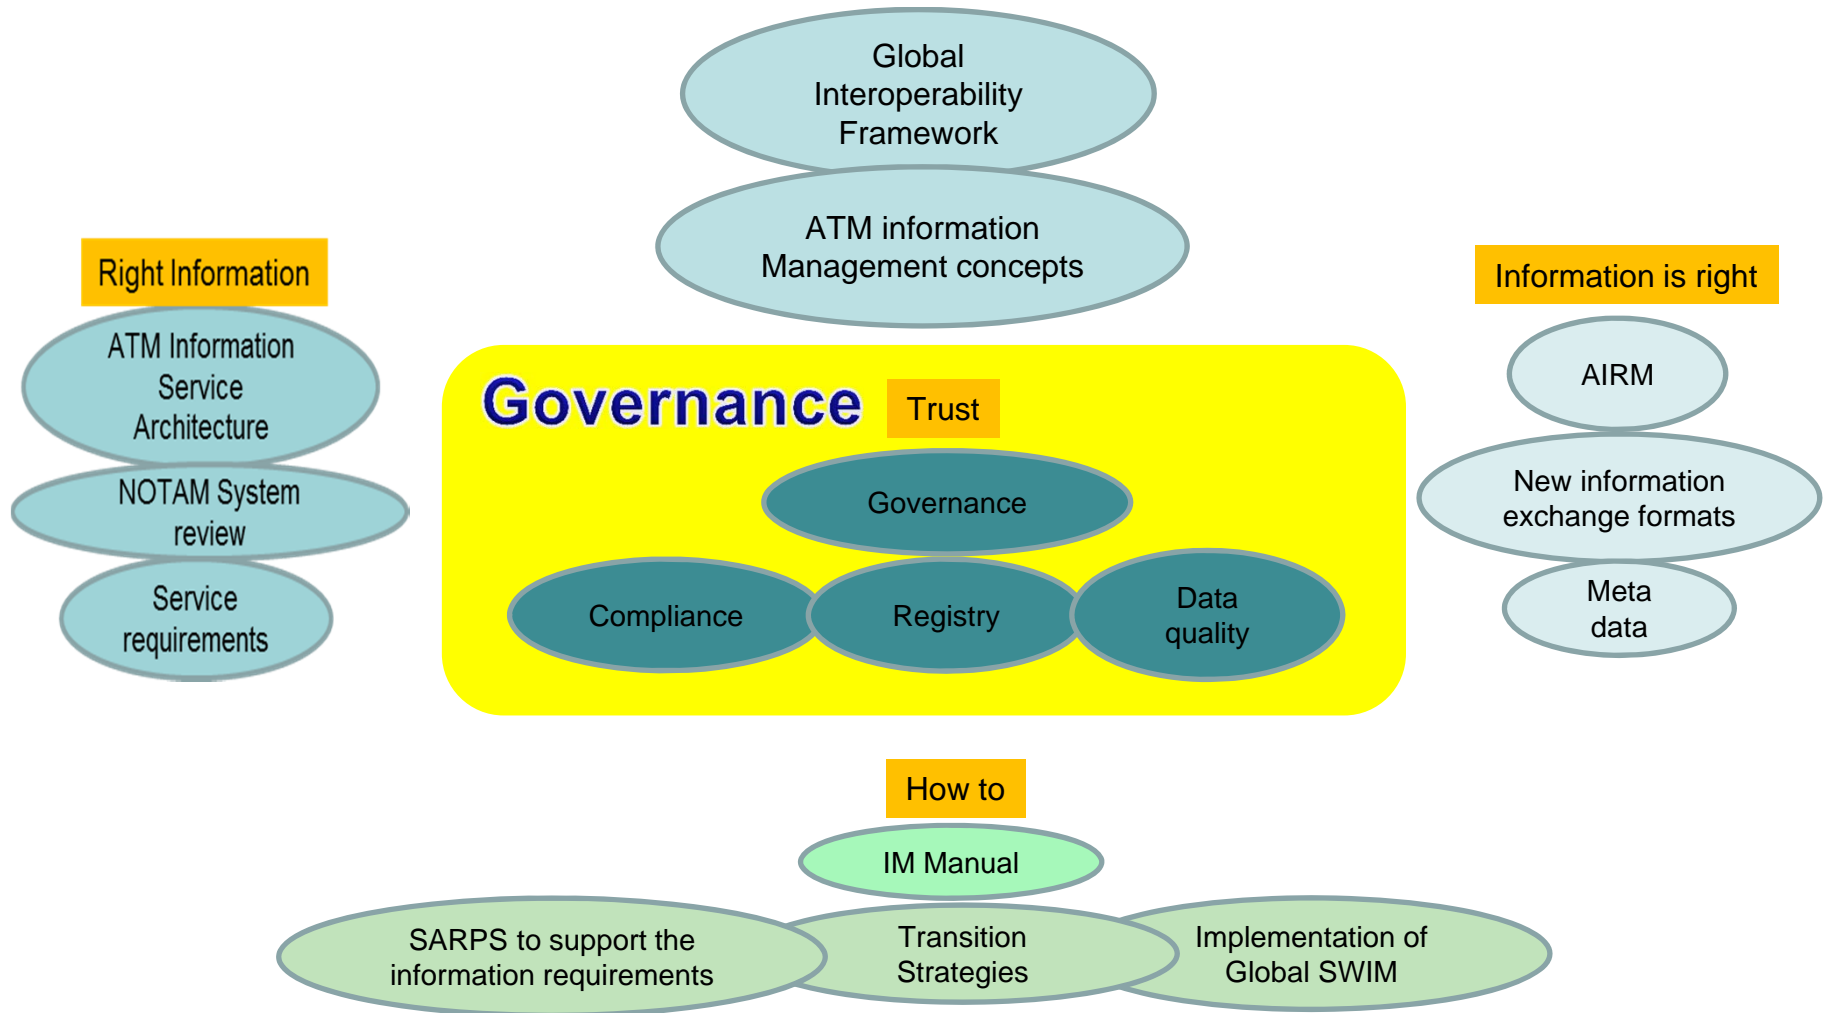 Global
Interoperability
Framework
ATM information
Management concepts
Right Information
ATM Information
Service
Architecture
NOTAM System
review
Service
requirements
Governance
Trust
Governance
Compliance
Registry
Data
quality
Information is right
AIRM
New information
exchange formats
Meta
data
How to
IM Manual
SARPS to support the
information requirements
Transition
Strategies
Implementation of
Global SWIM